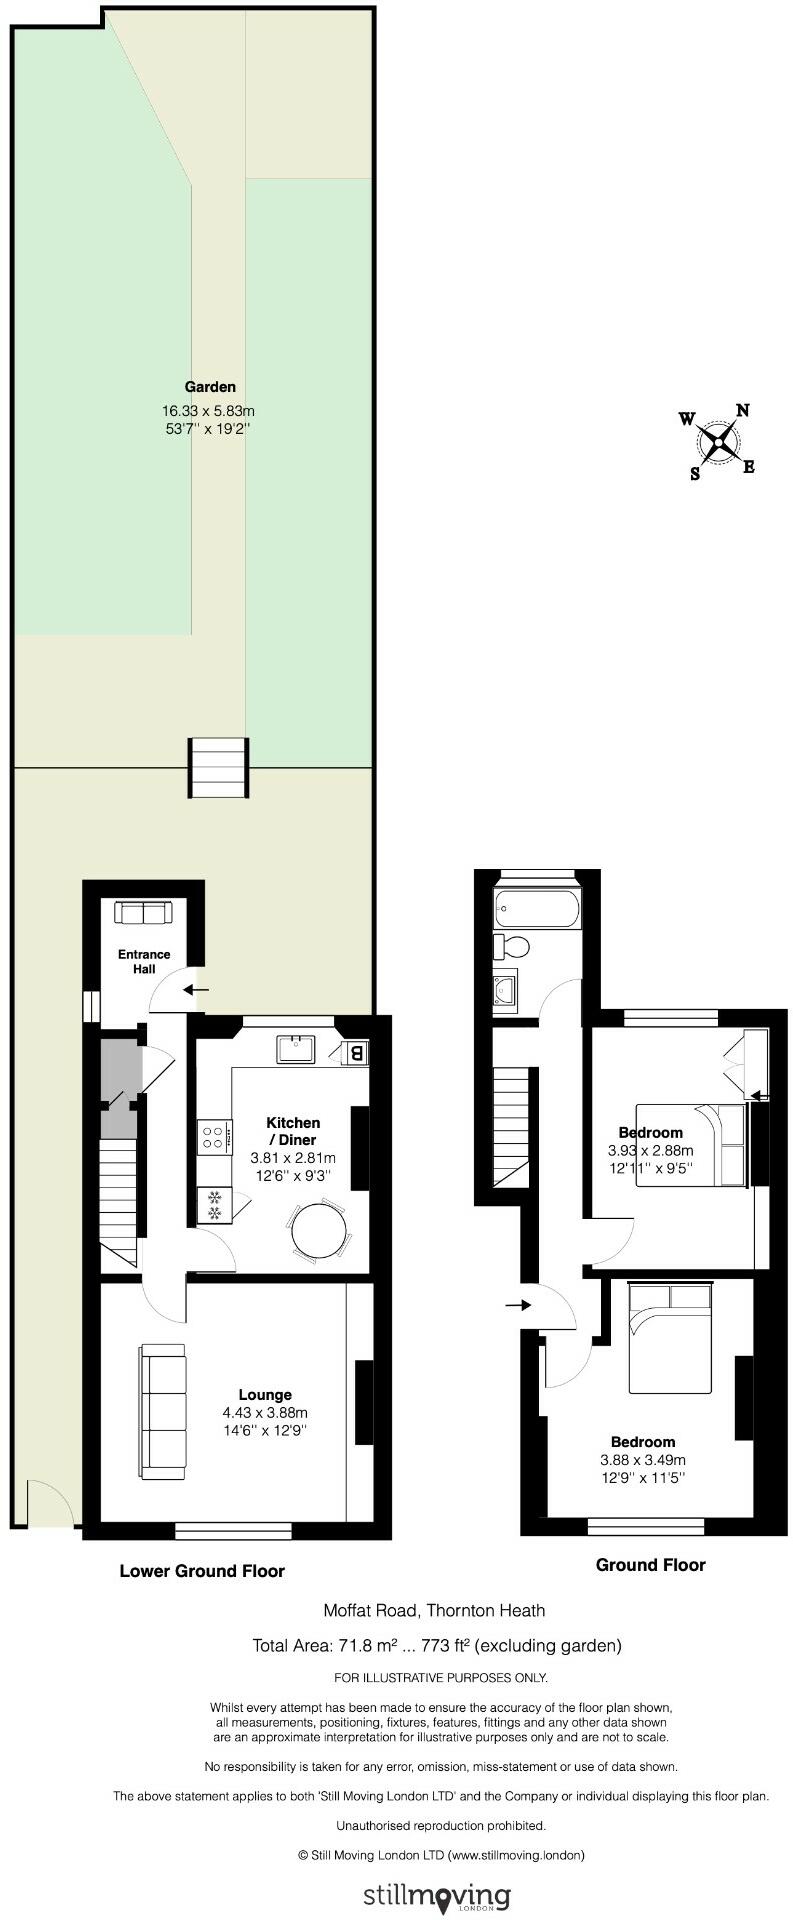 Garden
16.33 x 5.83m
53'7'' x 19'2''
N
W
S
E
Entrance
Hall
Kitchen
/ Diner
3.81 x 2.81m
12'6'' x 9'3''
B
Lounge
4.43 x 3.88m
14'6'' x 12'9''
Lower Ground Floor
Bedroom
3.93 x 2.88m
12'11'' x 9'5''
Bedroom
3.88 x 3.49m
12'9'' x 11'5''
Ground Floor
Moffat Road, Thornton Heath
Total Area: 71.8 m² ... 773 ft² (excluding garden)
FOR ILLUSTRATIVE PURPOSES ONLY.
Whilst every attempt has been made to ensure the accuracy of the floor plan shown,
all measurements, positioning, fixtures, features, fittings and any other data shown
are an approximate interpretation for illustrative purposes only and are not to scale.
No responsibility is taken for any error, omission, miss-statement or use of data shown.
The above statement applies to both 'Still Moving London LTD' and the Company or individual displaying this floor plan.
Unauthorised reproduction prohibited.
© Still Moving London LTD (www.stillmoving.london)
stillmoving
LONDON